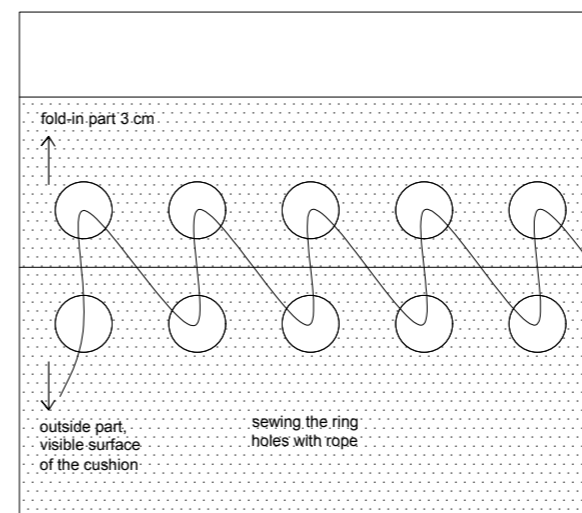 fold-in part 3 cm
outside part,
visible surface
of the cushion
sewing the ring
holes with rope